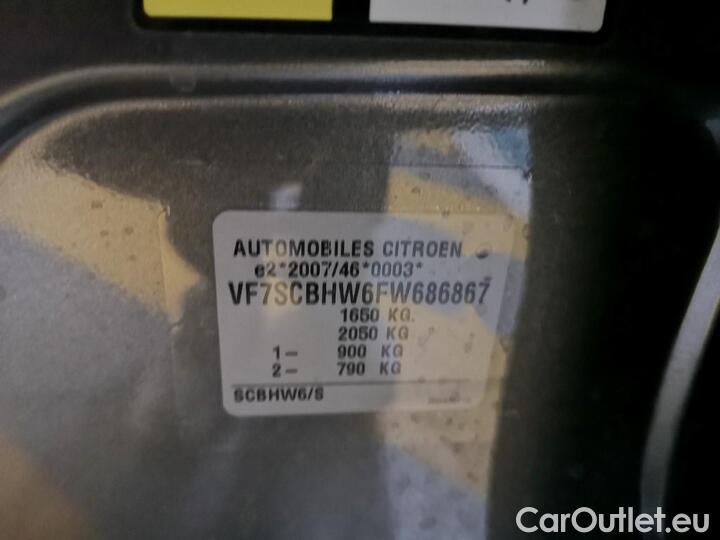 AUTOMOBILES CITROEN
e2*2007/46*0003*
VF7SCBHW6FW686867
1650 KG.
2050 KG
1- 900 KG
2- 790 KG
SCBHW6/S
CarOutlet.eu